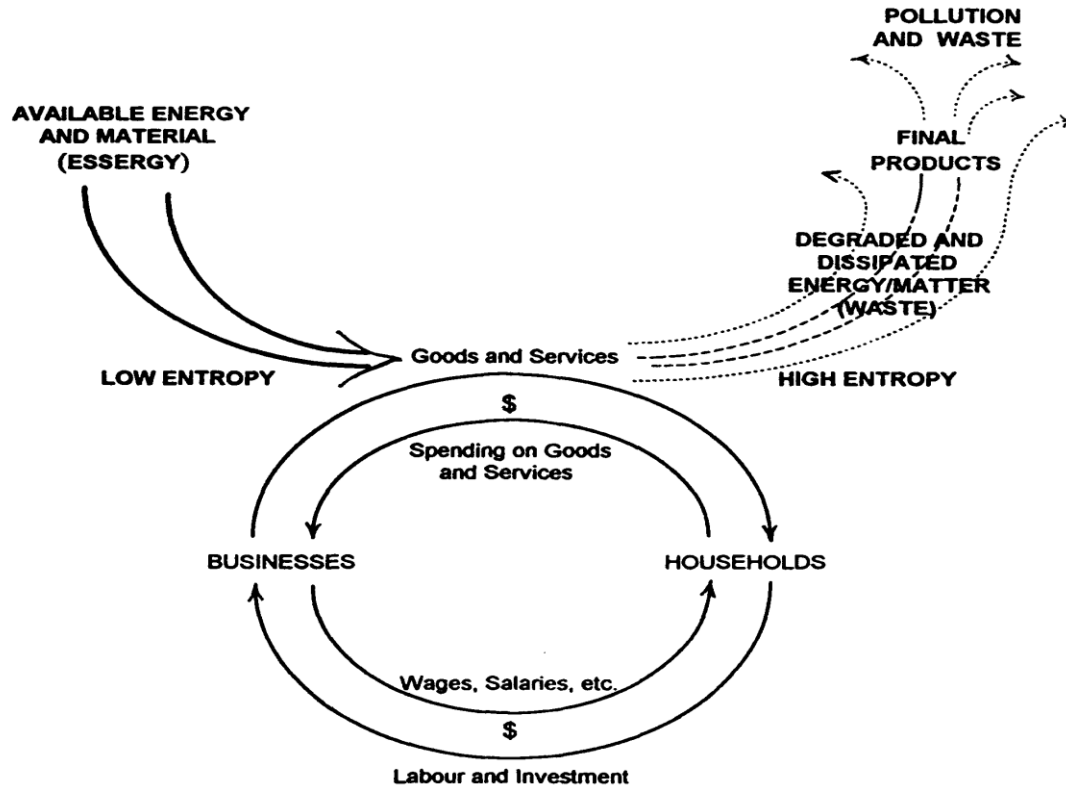 POLLUTION
AND WASTE
AVAILABLE ENERGY
AND MATERIAL
(ESSERGY)
FINAL
PRODUCTS
DEGRADED AND
DISSIPATED
ENERGY/MATTER
(WASTE)
Goods and Services
LOW ENTROPY
HIGH ENTROPY
$
Spending on Goods
and Services
BUSINESSES
HOUSEHOLDS
Wages, Salaries, etc.
$
Labour and Investment